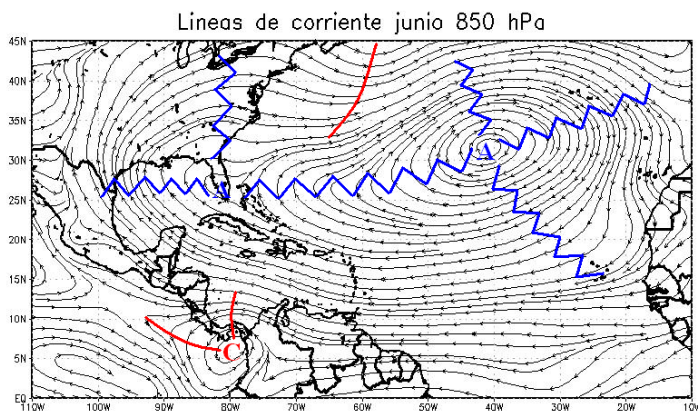 Lineas de corriente junio 850 hPa
45N
40N
35N
30N
25N
20N
15N
10N
5N
EQ
A
A
C
110W 100W 90W 80W 70W 60W 50W 40W 30W 20W 10W